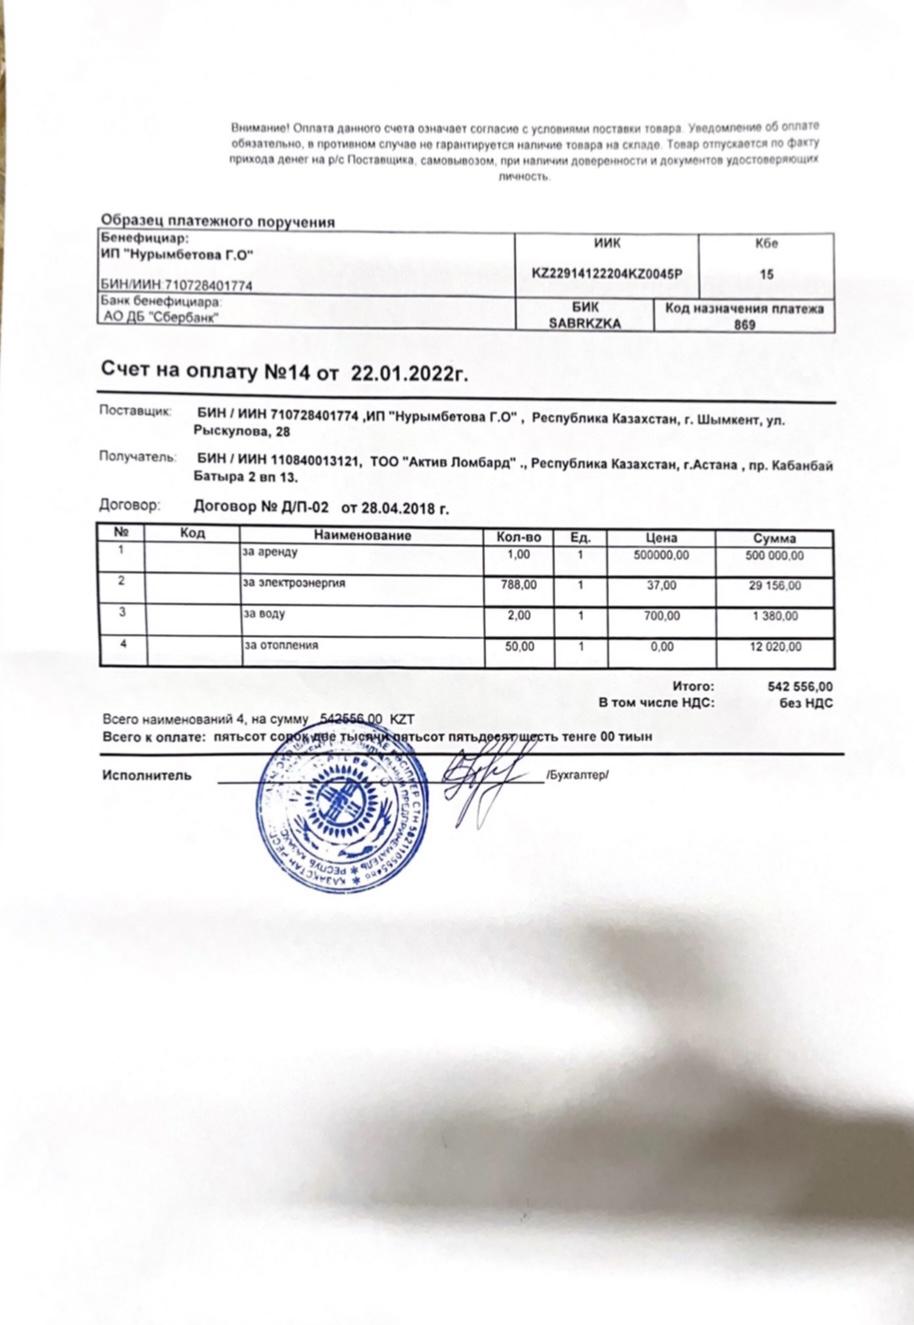 Внимание! Оплата данного счета означает согласие с условиями поставки товара. Уведомление об оплате
обязательно, в противном случае не гарантируется наличие товара на складе. Товар отпускается по факту
прихода денег на р/с Поставщика, самовывозом, при наличии доверенности и документов удостоверяющих
личность.
Образец платежного поручения
Бенефициар: ИИК Кбе
ИП "Нурымбетова Г.О"
KZ22914122204KZ0045P 15
БИН/ИИН 710728401774
Банк бенефициара: БИК Код назначения платежа
АО ДБ "Сбербанк" SABRKZKA 869
Счет на оплату №14 от 22.01.2022г.
Поставщик: БИН / ИИН 710728401774 ,ИП "Нурымбетова Г.О" , Республика Казахстан, г. Шымкент, ул.
Рыскулова, 28
Получатель: БИН / ИИН 110840013121, ТОО "Актив Ломбард" ., Республика Казахстан, г.Астана , пр. Кабанбай
Батыра 2 вп 13.
Договор: Договор № Д/П-02 от 28.04.2018 г.
№ Код Наименование Кол-во Ед. Цена Сумма
1 за аренду 1,00 1 500000,00 500 000,00
2 за электроэнергия 788,00 1 37,00 29 156,00
3 за воду 2,00 1 700,00 1 380,00
4 за отопления 50,00 1 0,00 12 020,00
Итого: 542 556,00
В том числе НДС: без НДС
Всего наименований 4, на сумму 542556,00 KZT
Всего к оплате: пятьсот сорок две тысячи пятьсот пятьдесят шесть тенге 00 тиын
Исполнитель /Бухгалтер/